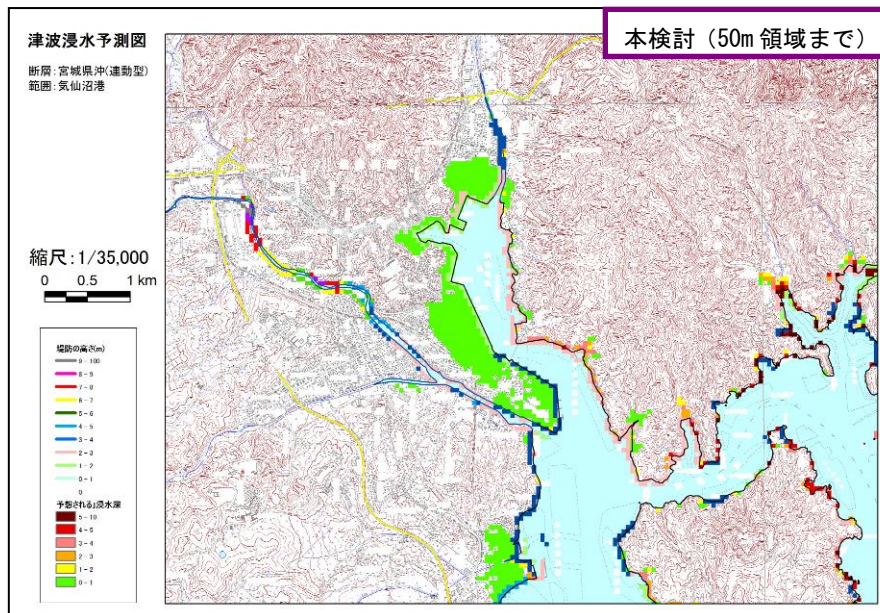 津波浸水予測図
本検討（50m 領域まで）
断層:宮城県沖(連動型)
範囲:気仙沼港
縮尺:1/35,000
0 0.5 1 km
堤防の高さ(m)
9 - 100
8 - 9
7 - 8
6 - 7
5 - 6
4 - 5
3 - 4
2 - 3
1 - 2
0 - 1
0
予想される浸水深
5 - 10
4 - 5
3 - 4
2 - 3
1 - 2
0 - 1